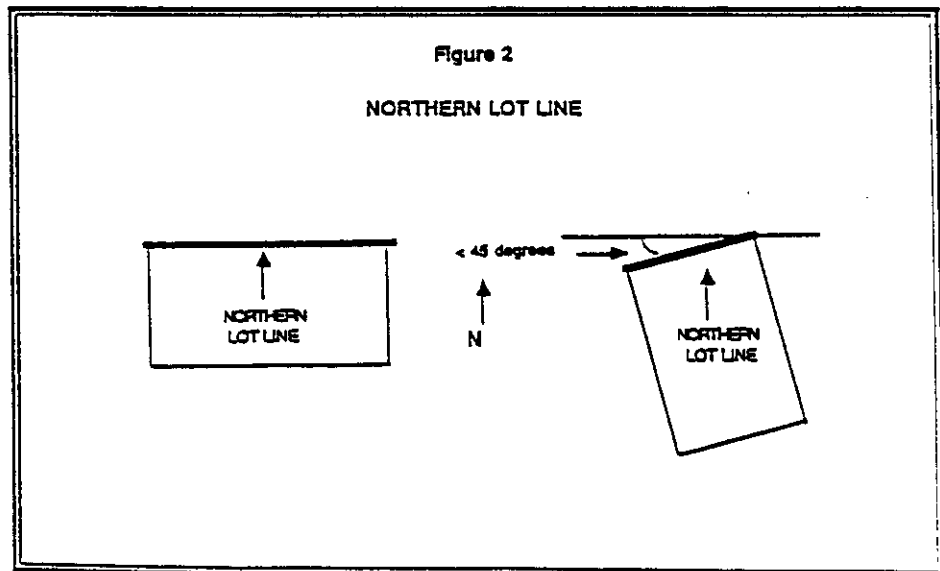 Figure 2
NORTHERN LOT LINE
< 45 degrees
NORTHERN
LOT LINE
N
NORTHERN
LOT LINE